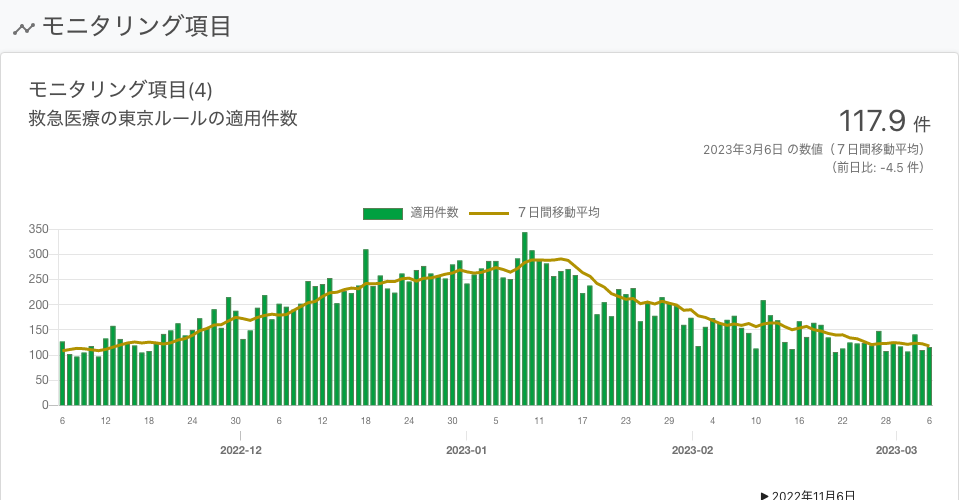 モニタリング項目
モニタリング項目(4)
救急医療の東京ルールの適用件数
117.9 件
2023年3月6日 の数値（７日間移動平均）
（前日比: -4.5 件）
適用件数 ７日間移動平均
350
300
250
200
150
100
50
0
6 12 18 24 30 6 12 18 24 30 5 11 17 23 29 4 10 16 22 28 6
2022-12 2023-01 2023-02 2023-03
▶ 2022年11月6日